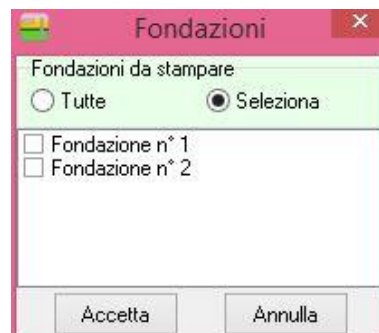 Fondazioni
Fondazioni da stampare
Tutte Seleziona
Fondazione n° 1
Fondazione n° 2
Accetta Annulla